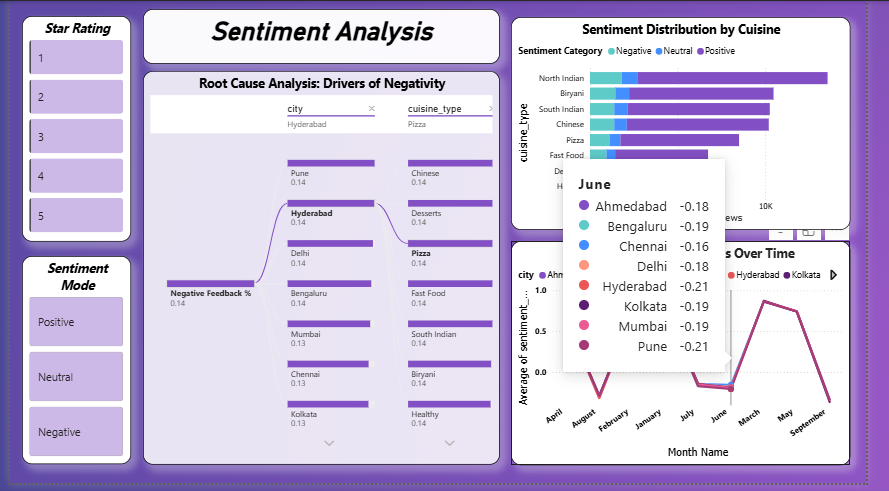 Star Rating
1
2
3
4
5
Sentiment
Mode
Positive
Neutral
Negative
Sentiment Analysis
Root Cause Analysis: Drivers of Negativity
city
cuisine_type
Hyderabad
Pizza
Negative Feedback %
0.14
Pune
0.14
Hyderabad
0.14
Delhi
0.14
Bengaluru
0.14
Mumbai
0.13
Chennai
0.13
Kolkata
0.13
Chinese
0.14
Desserts
0.14
Pizza
0.14
Fast Food
0.14
South Indian
0.14
Biryani
0.14
Healthy
0.14
Sentiment Distribution by Cuisine
Sentiment Category Negative Neutral Positive
cuisine_type
North Indian
Biryani
South Indian
Chinese
Pizza
Fast Food
10K
June
Ahmedabad -0.18
Bengaluru -0.19
Chennai -0.16
Delhi -0.18
Hyderabad -0.21
Kolkata -0.19
Mumbai -0.19
Pune -0.21
Over Time
city Hyderabad Kolkata
Average of sentiment_...
1.0
0.5
0.0
April
August
February
January
July
June
March
May
September
Month Name